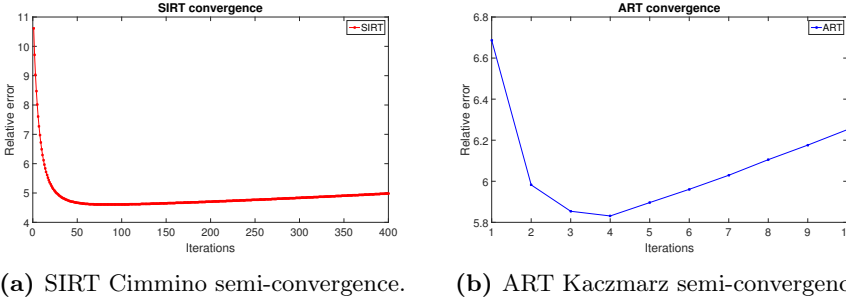 SIRT convergence
11
10
9
8
7
6
5
4
0 50 100 150 200 250 300 350 400
Relative error
Iterations
SIRT
ART convergence
6.8
6.6
6.4
6.2
6
5.8
1 2 3 4 5 6 7 8 9
Relative error
Iterations
ART
(a) SIRT Cimmino semi-convergence.
(b) ART Kaczmarz